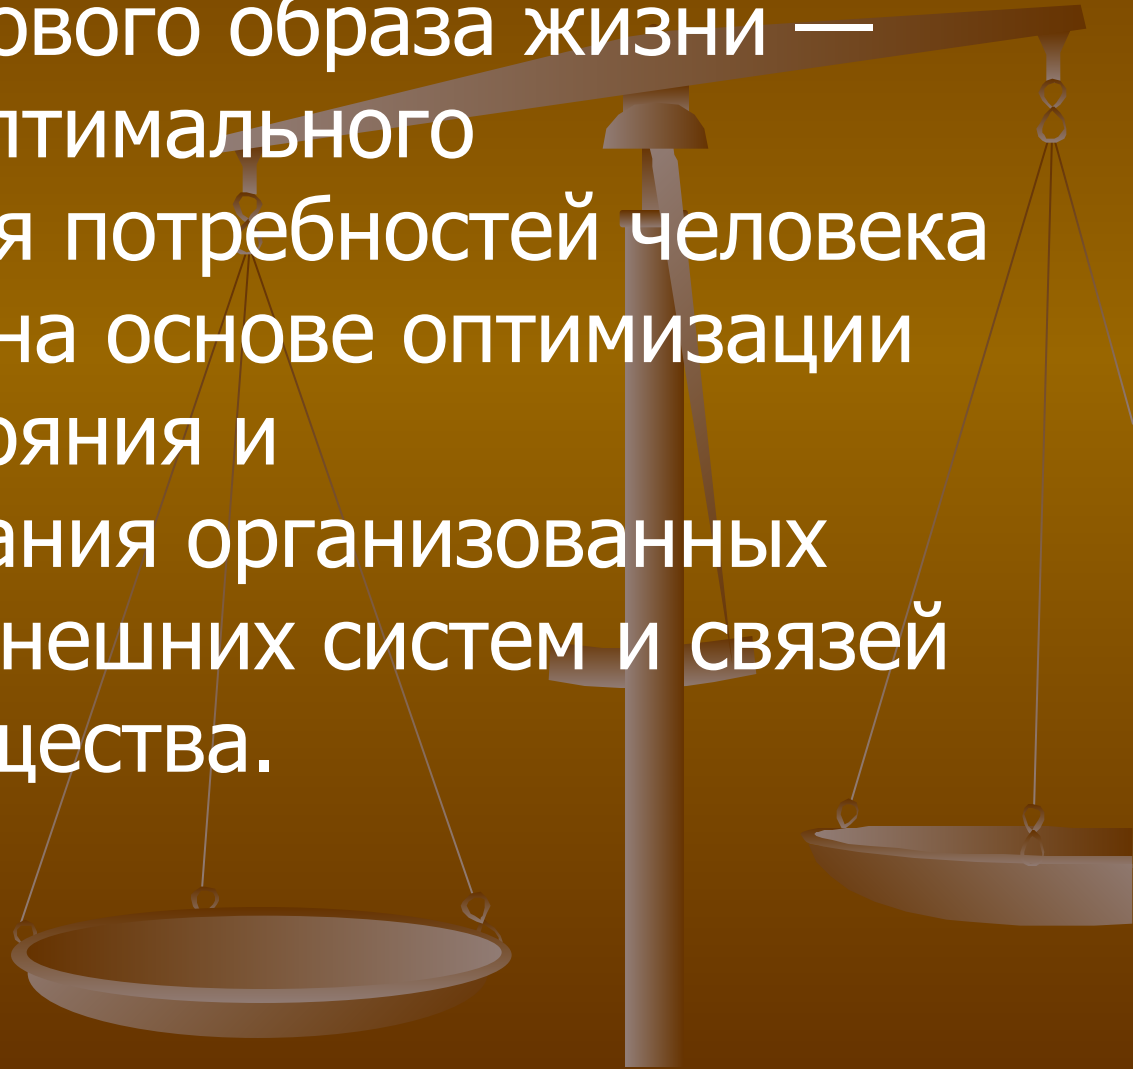 ового образа жизни —
птимального
я потребностей человека
на основе оптимизации
ояния и
ания организованных
нешних систем и связей
щества.